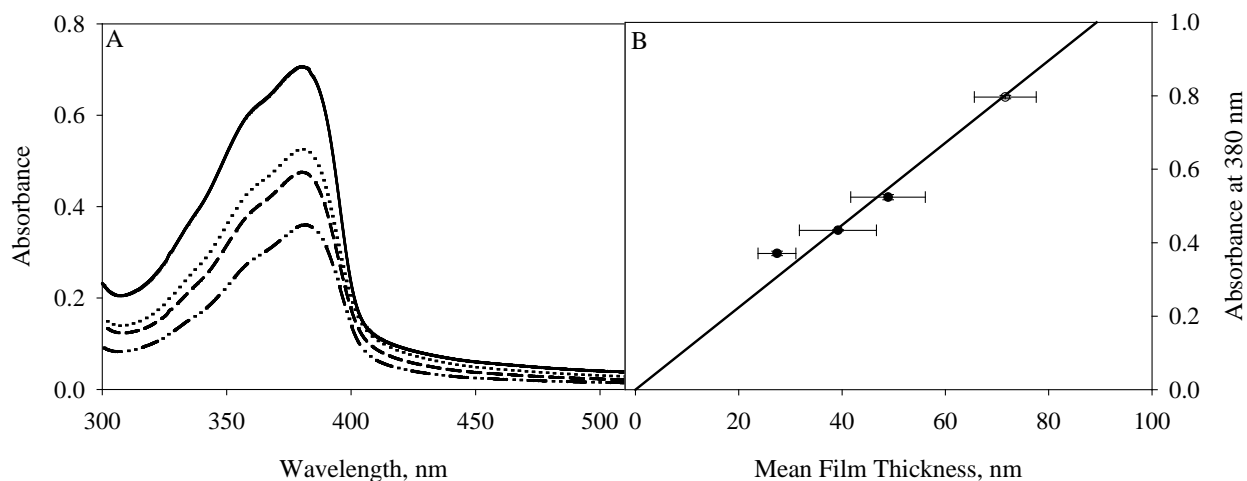 A
0.8
0.6
0.4
0.2
0.0
Absorbance
300 350 400 450 500
Wavelength, nm
B
1.0
0.8
0.6
0.4
0.2
0.0
Absorbance at 380 nm
0 20 40 60 80 100
Mean Film Thickness, nm